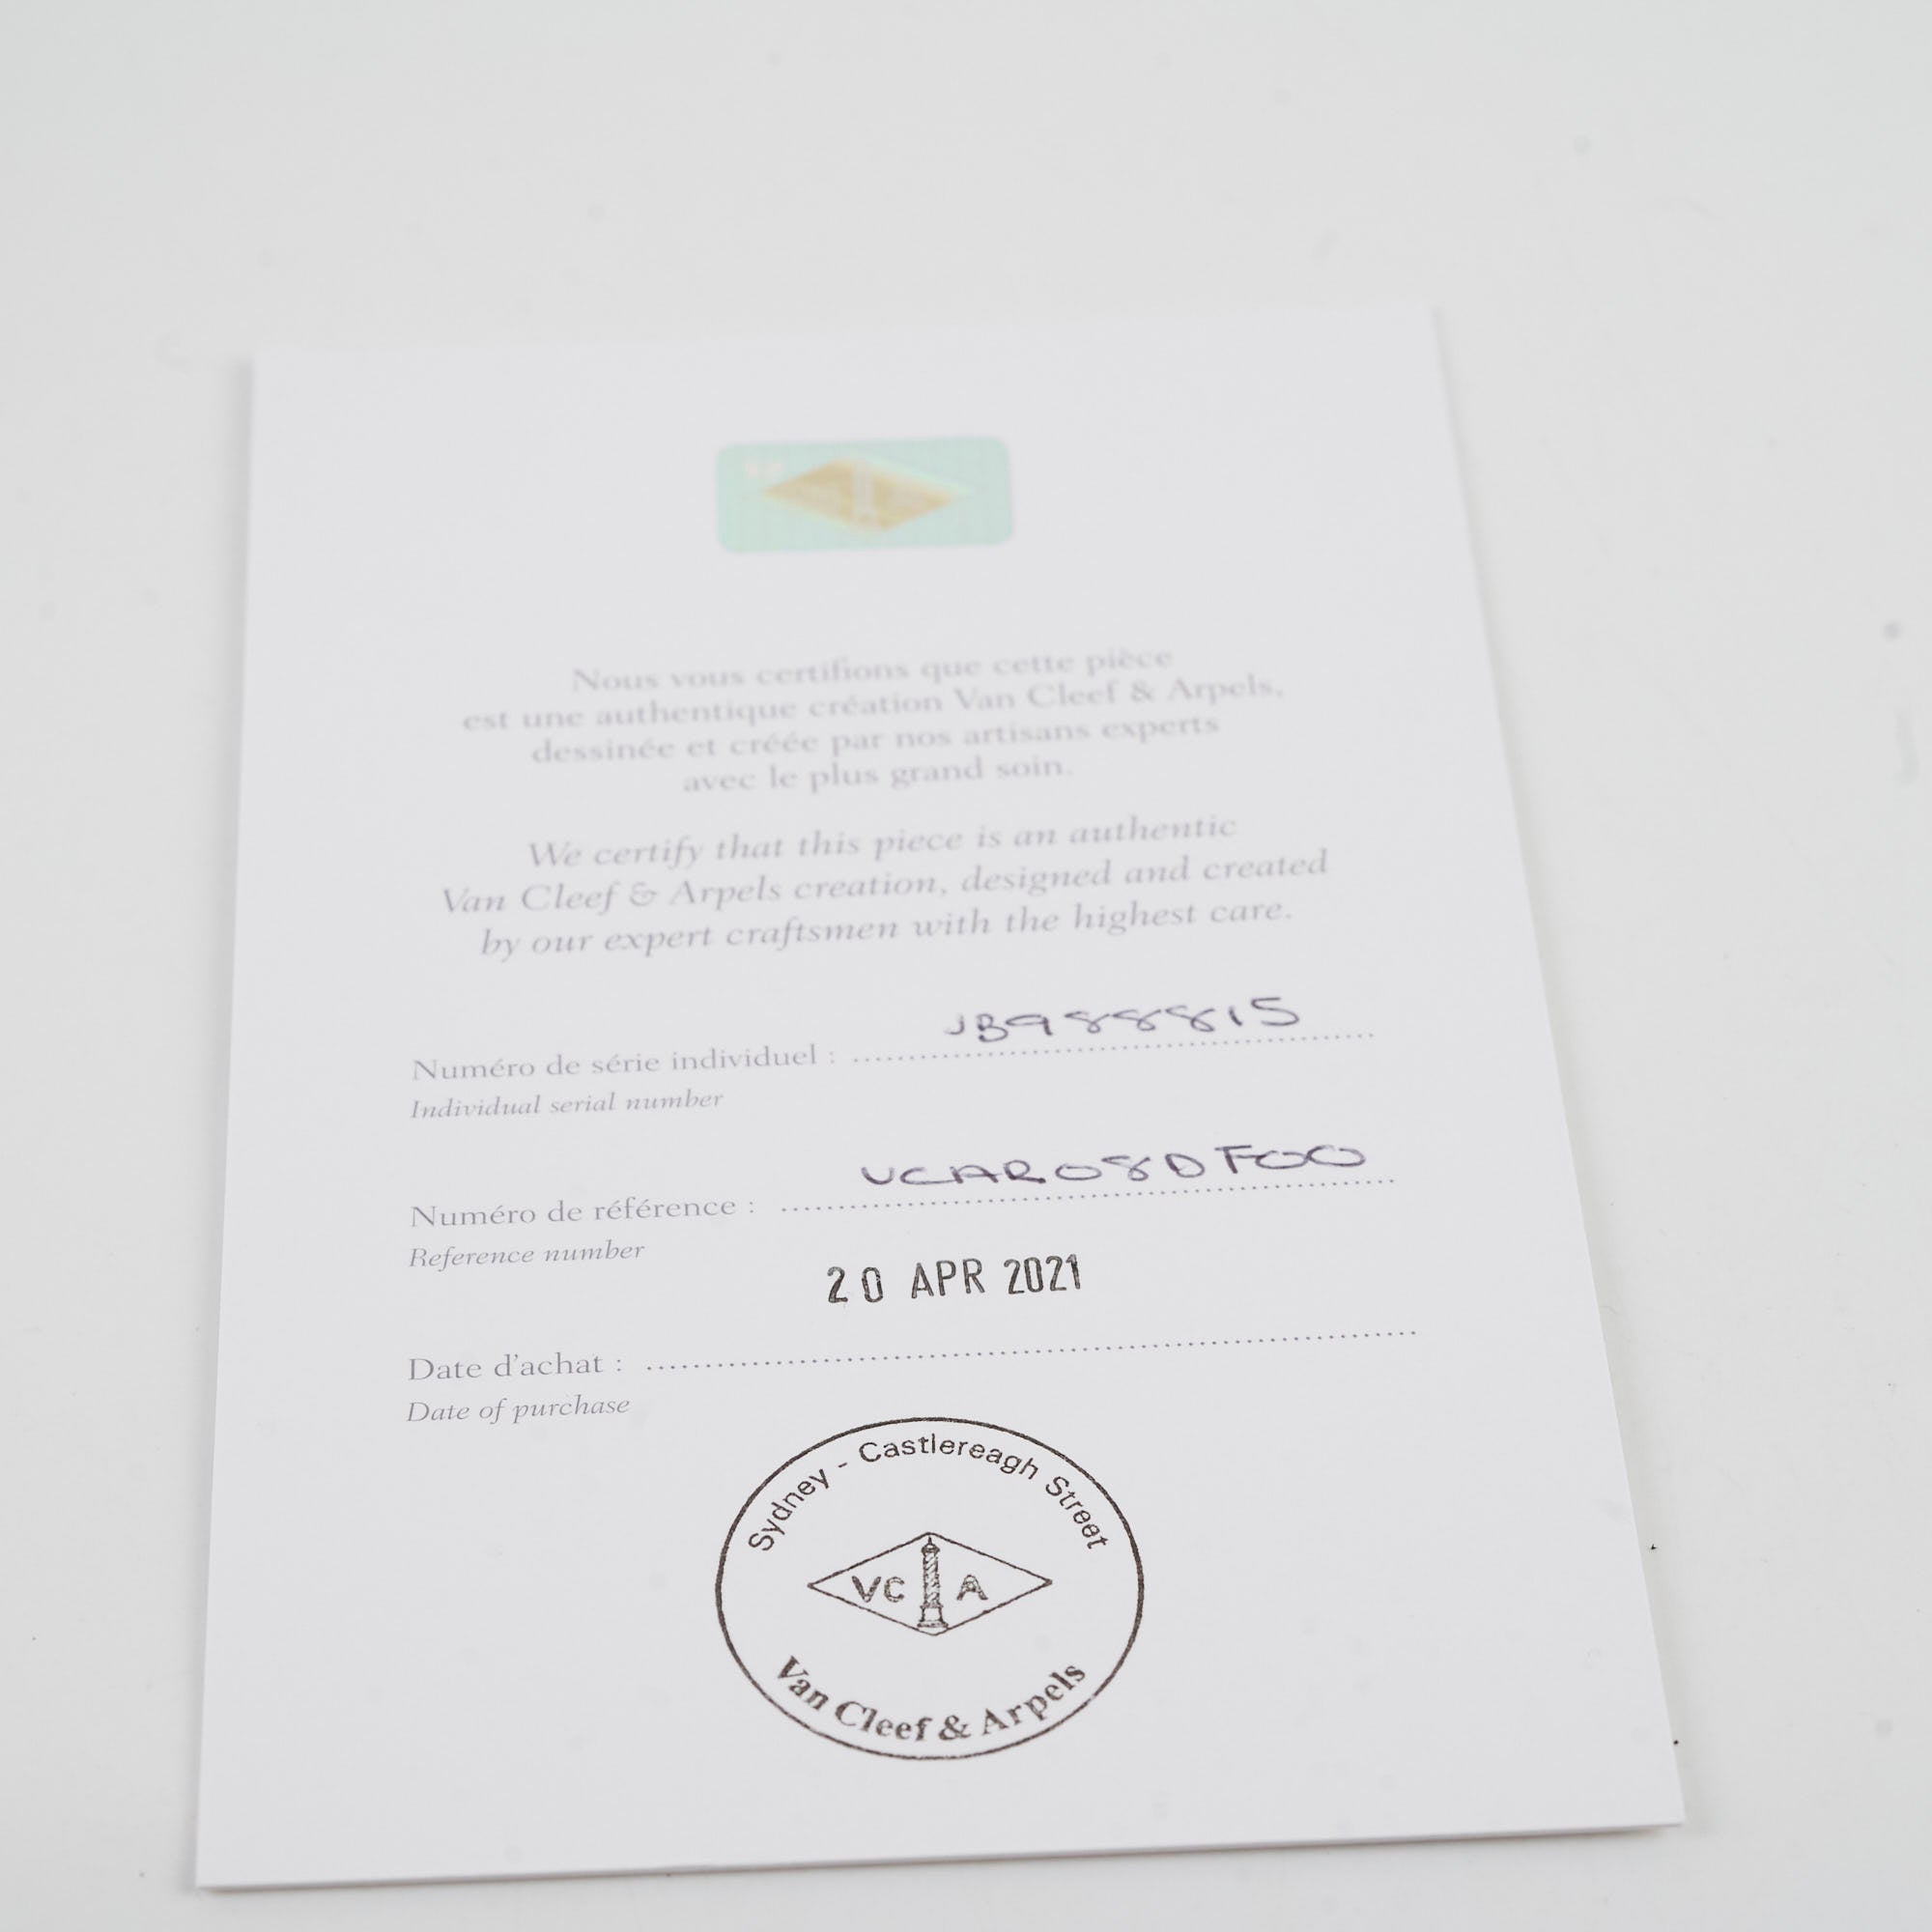 Nous vous certifions que cette pièce
est une authentique création Van Cleef & Arpels,
dessinée et créée par nos artisans experts
avec le plus grand soin.
We certify that this piece is an authentic
Van Cleef & Arpels creation, designed and created
by our expert craftsmen with the highest care.
Numéro de série individuel : JB988815
Individual serial number
Numéro de référence : VCARO8DF00
Reference number
20 APR 2021
Date d'achat :
Date of purchase
Sydney - Castlereagh Street
VC A
Van Cleef & Arpels